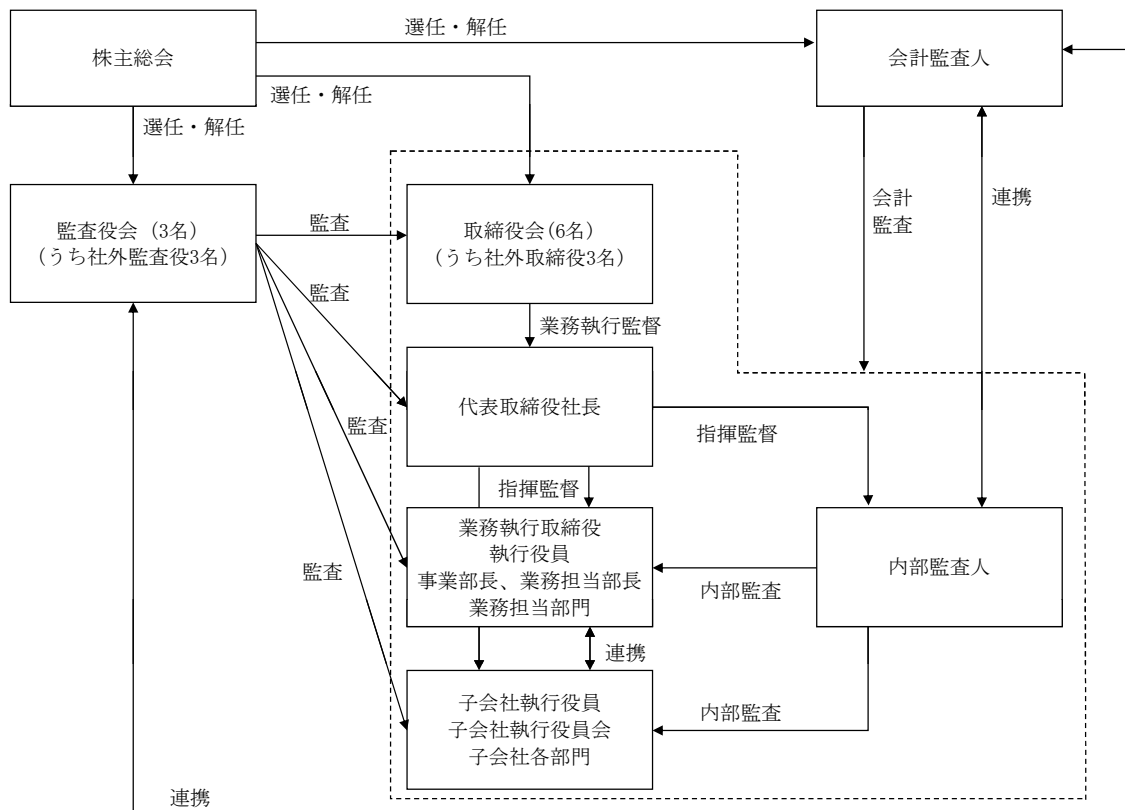 選任・解任
株主総会
会計監査人
選任・解任
選任・解任
監査役会 (3名)
(うち社外監査役3名)
監査
取締役会(6名)
(うち社外取締役3名)
会計
監査
連携
監査
業務執行監督
代表取締役社長
監査
指揮監督
指揮監督
業務執行取締役
執行役員
事業部長、業務担当部長
業務担当部門
内部監査人
監査
内部監査
連携
子会社執行役員
子会社執行役員会
子会社各部門
内部監査
連携